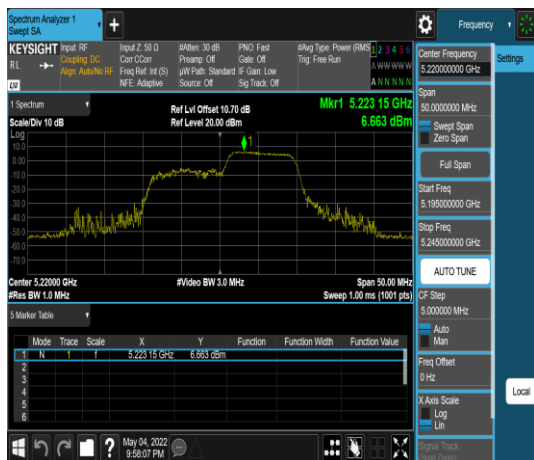 Spectrum Analyzer 1
Swept SA
+
Frequency
KEYSIGHT
RL
LXI
Input: RF
Coupling: DC
Align: Auto/No RF
Input Z: 50 Ω
Corr CCorr
Freq Ref: Int (S)
NFE: Adaptive
#Atten: 30 dB
Preamp: Off
µW Path: Standard
Source: Off
PNO: Fast
Gate: Off
IF Gain: Low
Sig Track: Off
#Avg Type: Power (RMS)
Trig: Free Run
1 2 3 4 5 6
A W W W W W
A N N N N N
1 Spectrum
Scale/Div 10 dB
Ref Lvl Offset 10.70 dB
Ref Level 20.00 dBm
Mkr1 5.223 15 GHz
6.663 dBm
Log
10.0
0.00
-10.0
-20.0
-30.0
-40.0
-50.0
-60.0
-70.0
1
Center 5.22000 GHz
#Res BW 1.0 MHz
#Video BW 3.0 MHz
Span 50.00 MHz
Sweep 1.00 ms (1001 pts)
5 Marker Table
Mode Trace Scale X Y Function Function Width Function Value
1 N 1 f 5.223 15 GHz 6.663 dBm
2
3
4
5
6
May 04, 2022
9:58:07 PM
Center Frequency
5.220000000 GHz
Span
50.0000000 MHz
Swept Span
Zero Span
Full Span
Start Freq
5.195000000 GHz
Stop Freq
5.245000000 GHz
AUTO TUNE
CF Step
5.000000 MHz
Auto
Man
Freq Offset
0 Hz
X Axis Scale
Log
Lin
Signal Track
(Span Zoom)
Settings
Local